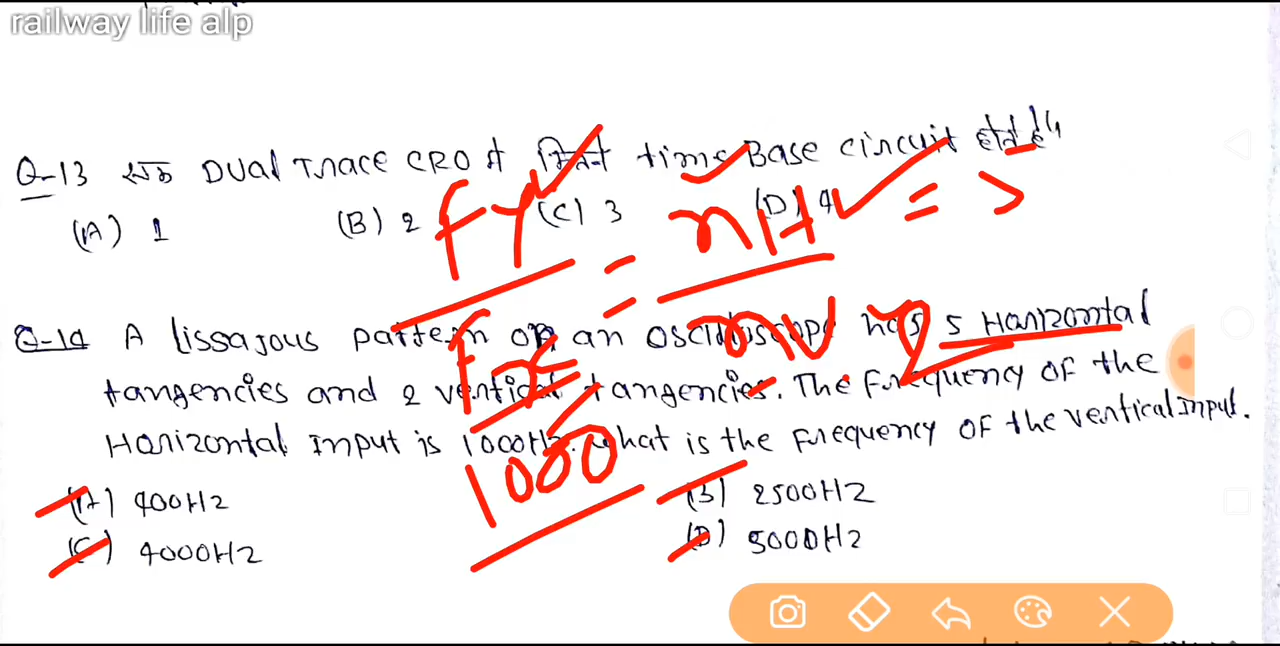 railway life alp
Q-13 एक Dual Trace CRO में कितने time Base circuit होते है
(A) 1 (B) 2 (C) 3 (D) 4
fy = nH =>
fx nv
1000
Q-14 A lissajous pattern on an oscilloscope has 5 Horizontal
tangencies and 2 vertical tangencies. The Frequency of the
Horizontal Input is 1000Hz. what is the Frequency of the vertical Input.
(A) 400Hz (B) 2500Hz
(C) 4000Hz (D) 5000Hz